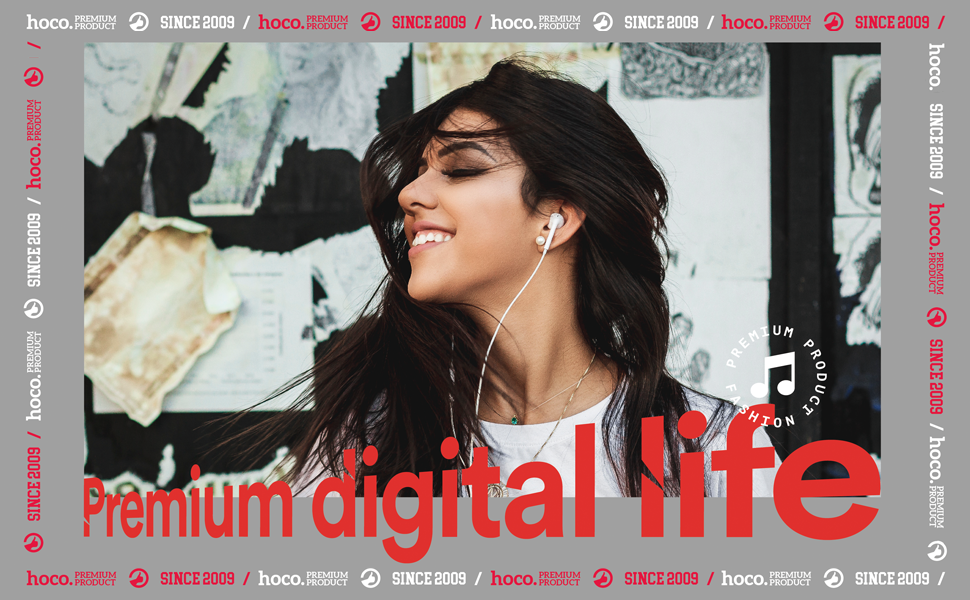 hoco. PREMIUM PRODUCT SINCE 2009 / hoco. PREMIUM PRODUCT SINCE 2009 / hoco. PREMIUM PRODUCT SINCE 2009 / hoco. PREMIUM PRODUCT SINCE 2009 /
/ hoco. PREMIUM PRODUCT SINCE 2009 / hoco. PREMIUM PRODUCT SINCE 2009 /
hoco. SINCE 2009 / hoco. PREMIUM PRODUCT SINCE 2009 / hoco. PREMIUM PRODUCT
PREMIUM PRODUCT FASHION
Premium digital life
hoco. PREMIUM PRODUCT SINCE 2009 / hoco. PREMIUM PRODUCT SINCE 2009 / hoco. PREMIUM PRODUCT SINCE 2009 / hoco. PREMIUM PRODUCT SINCE 2009 /